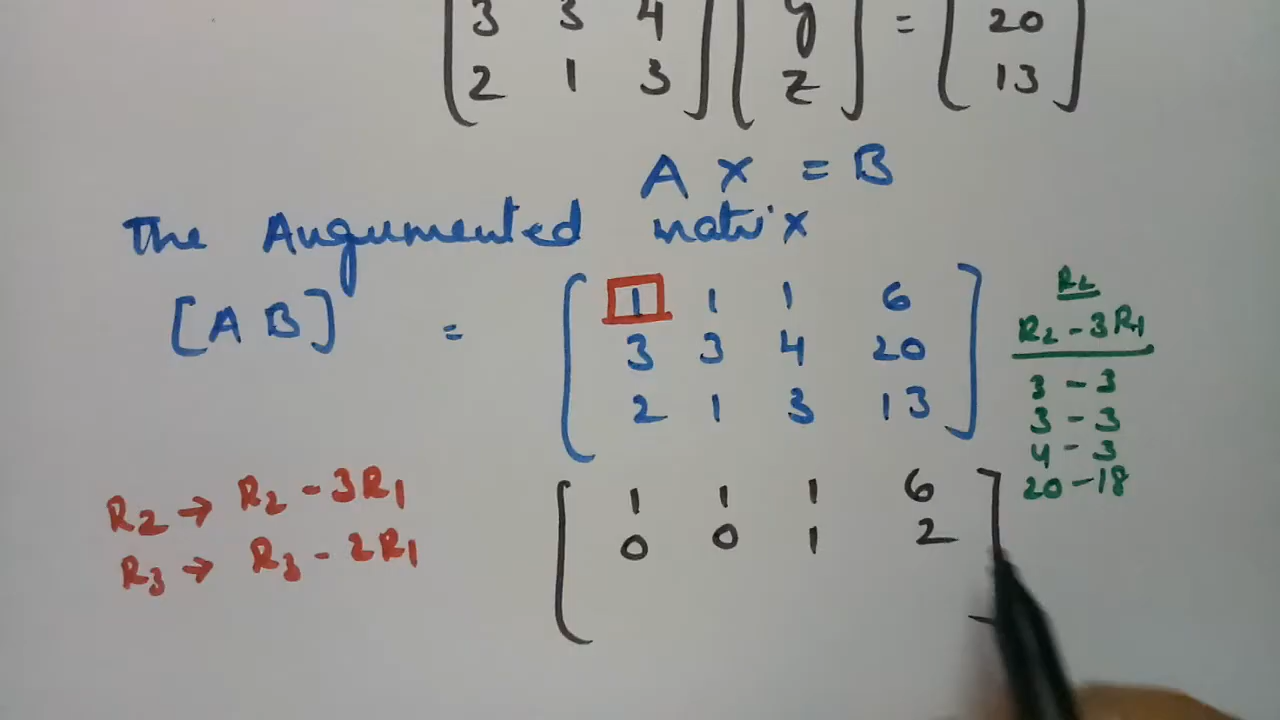 3 3 4 y = 20
2 1 3 z 13
A X = B
The Augumented matrix
[A B] = 1 1 1 6
3 3 4 20
2 1 3 13
R2
R2 - 3R1
3 - 3
3 - 3
4 - 3
20 - 18
R2 → R2 - 3R1
R3 → R3 - 2R1
1 1 1 6
0 0 1 2